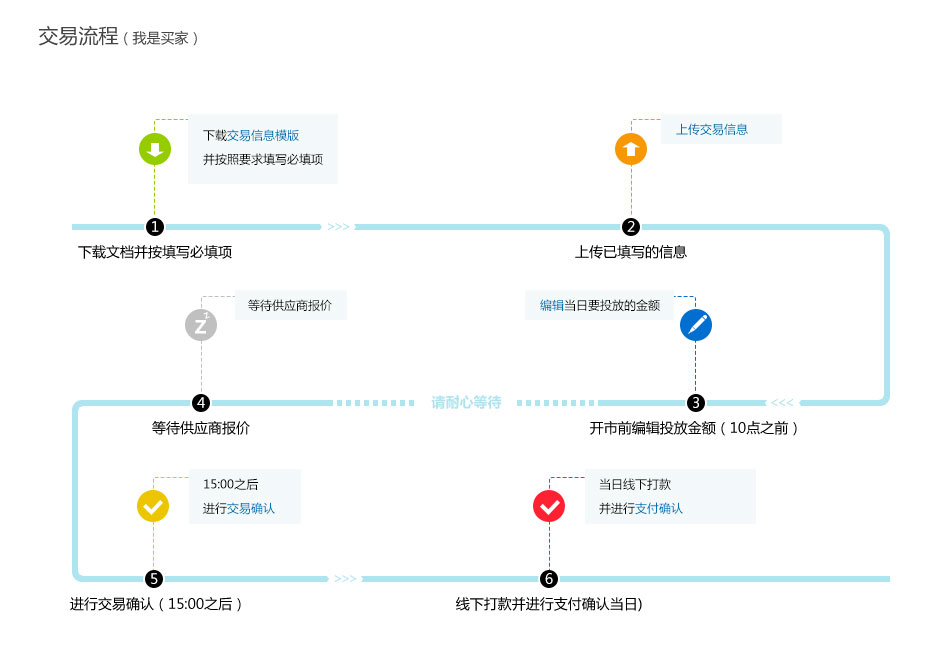 交易流程（我是买家）
下载交易信息模版
并按照要求填写必填项
上传交易信息
1
2
>>>
下载文档并按填写必填项
上传已填写的信息
等待供应商报价
编辑当日要投放的金额
Z
4
请耐心等待
3
<<<
等待供应商报价
开市前编辑投放金额（10点之前）
15:00之后
进行交易确认
当日线下打款
并进行支付确认
5
>>>
6
进行交易确认（15:00之后）
线下打款并进行支付确认当日)